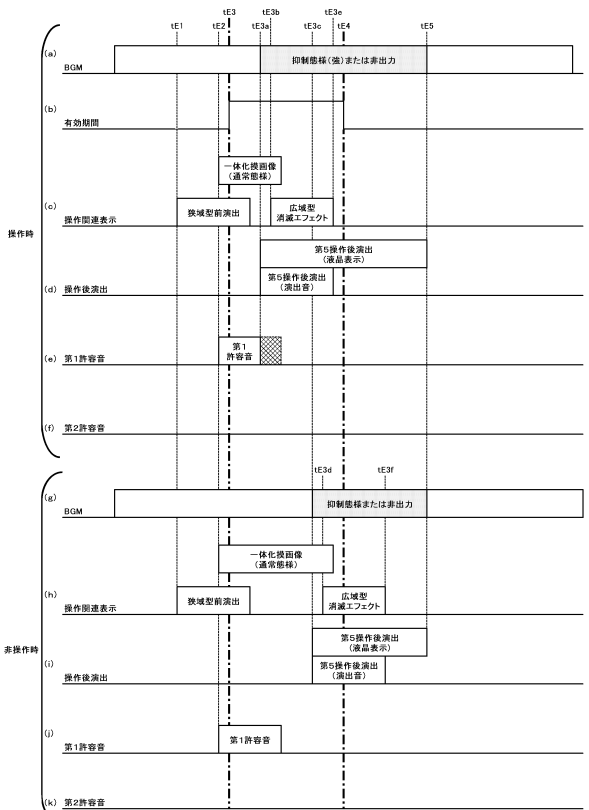 tE3 tE3b tE3e
tE1 tE2 tE3a tE3c tE4 tE5
操作時
(a) BGM
抑制態様(強)または非出力
(b) 有効期間
一体化摸画像
(通常態様)
(c) 操作関連表示
狭域型前演出
広域型
消滅エフェクト
第5操作後演出
(液晶表示)
(d) 操作後演出
第5操作後演出
(演出音)
(e) 第1許容音
第1
許容音
(f) 第2許容音
非操作時
tE3d tE3f
(g) BGM
抑制態様または非出力
一体化摸画像
(通常態様)
(h) 操作関連表示
狭域型前演出
広域型
消滅エフェクト
第5操作後演出
(液晶表示)
(i) 操作後演出
第5操作後演出
(演出音)
(j) 第1許容音
第1許容音
(k) 第2許容音